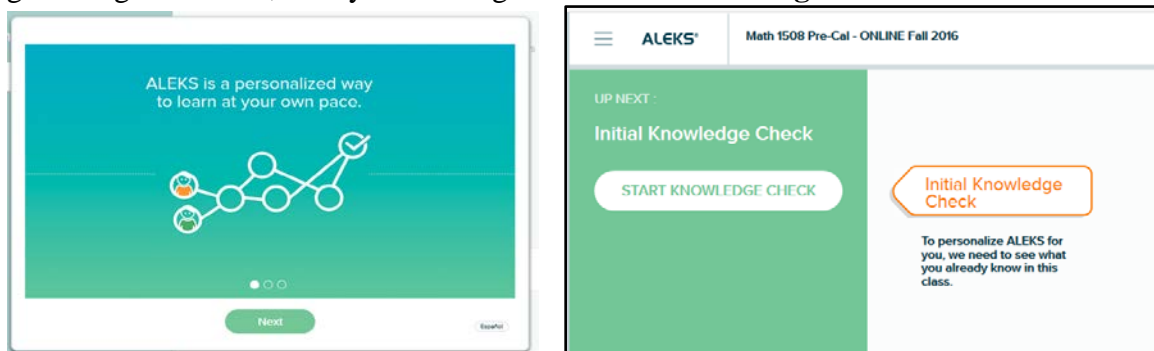 ALEKS is a personalized way
to learn at your own pace.
Next
Español
ALEKS®
Math 1508 Pre-Cal - ONLINE Fall 2016
UP NEXT :
Initial Knowledge Check
START KNOWLEDGE CHECK
Initial Knowledge
Check
To personalize ALEKS for
you, we need to see what
you already know in this
class.